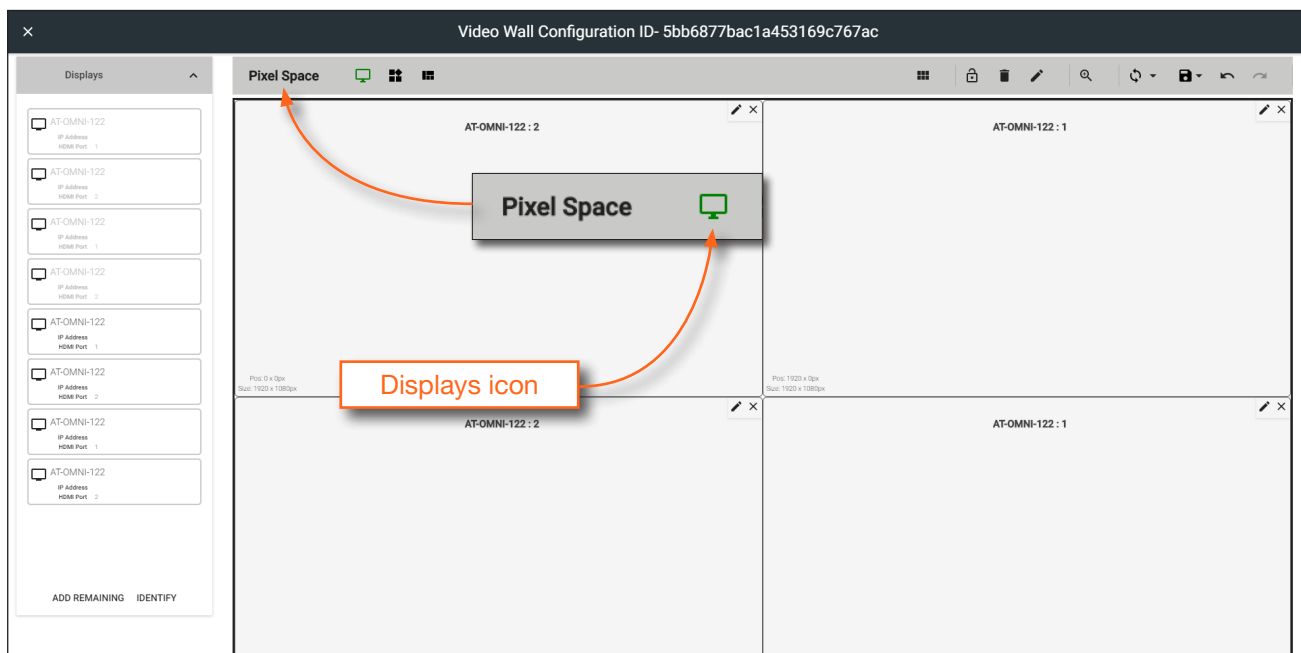 Video Wall Configuration ID- 5bb6877bac1a453169c767ac
Displays
Pixel Space
AT-OMNI-122
IP Address
HDMI Port 1
AT-OMNI-122
IP Address
HDMI Port 2
AT-OMNI-122
IP Address
HDMI Port 1
AT-OMNI-122
IP Address
HDMI Port 2
AT-OMNI-122
IP Address
HDMI Port 1
AT-OMNI-122
IP Address
HDMI Port 2
AT-OMNI-122
IP Address
HDMI Port 1
AT-OMNI-122
IP Address
HDMI Port 2
ADD REMAINING IDENTIFY
AT-OMNI-122 : 2
Pos: 0 x 0px
Size: 1920 x 1080px
AT-OMNI-122 : 1
Pos: 1920 x 0px
Size: 1920 x 1080px
Pixel Space
Displays icon
AT-OMNI-122 : 2
AT-OMNI-122 : 1